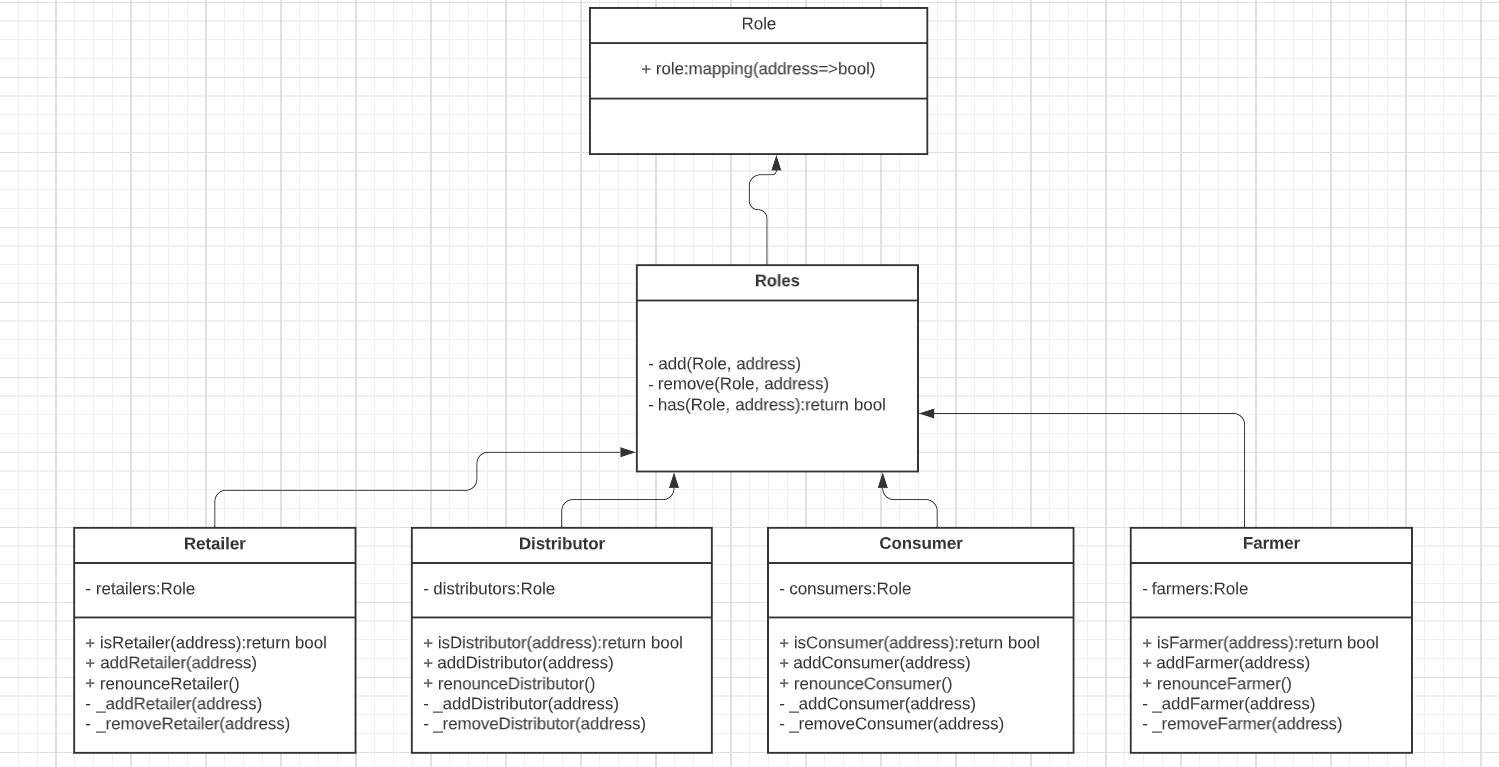 Role
+ role:mapping(address=>bool)
Roles
- add(Role, address)
- remove(Role, address)
- has(Role, address):return bool
Retailer
- retailers:Role
+ isRetailer(address):return bool
+ addRetailer(address)
+ renounceRetailer()
- _addRetailer(address)
- _removeRetailer(address)
Distributor
- distributors:Role
+ isDistributor(address):return bool
+ addDistributor(address)
+ renounceDistributor()
- _addDistributor(address)
- _removeDistributor(address)
Consumer
- consumers:Role
+ isConsumer(address):return bool
+ addConsumer(address)
+ renounceConsumer()
- _addConsumer(address)
- _removeConsumer(address)
Farmer
- farmers:Role
+ isFarmer(address):return bool
+ addFarmer(address)
+ renounceFarmer()
- _addFarmer(address)
- _removeFarmer(address)